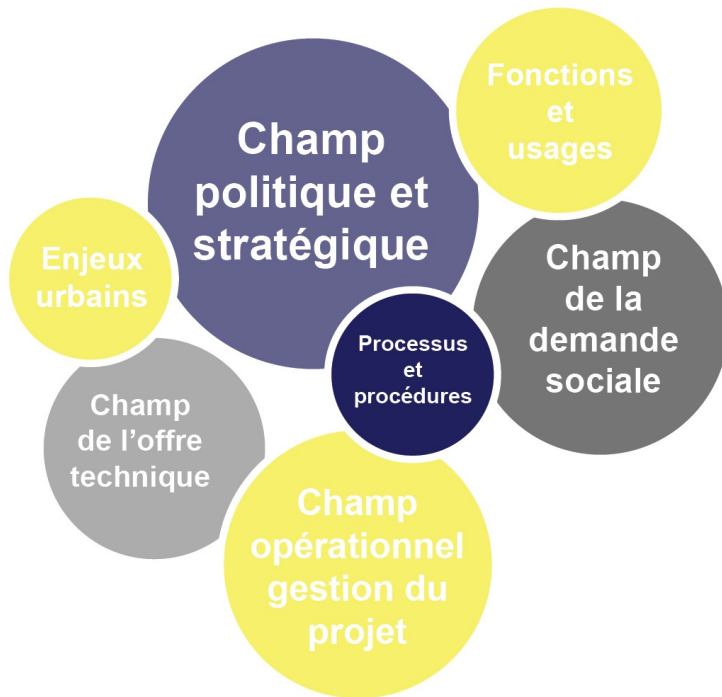 Fonctions
et
usages
Champ
politique et
stratégique
Enjeux
urbains
Champ
de la
demande
sociale
Processus
et
procédures
Champ
de l’offre
technique
Champ
opérationnel
gestion du
projet